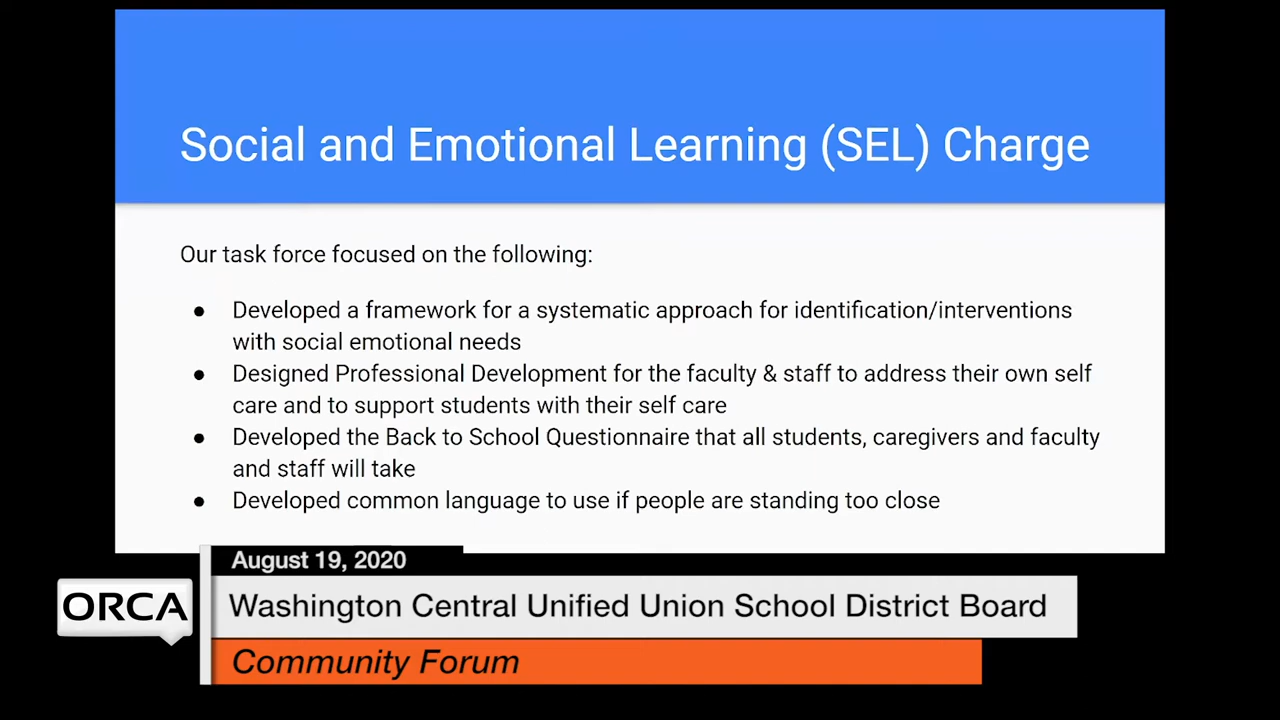 Social and Emotional Learning (SEL) Charge
Our task force focused on the following:
● Developed a framework for a systematic approach for identification/interventions
with social emotional needs
● Designed Professional Development for the faculty & staff to address their own self
care and to support students with their self care
● Developed the Back to School Questionnaire that all students, caregivers and faculty
and staff will take
● Developed common language to use if people are standing too close
August 19, 2020
ORCA
Washington Central Unified Union School District Board
Community Forum